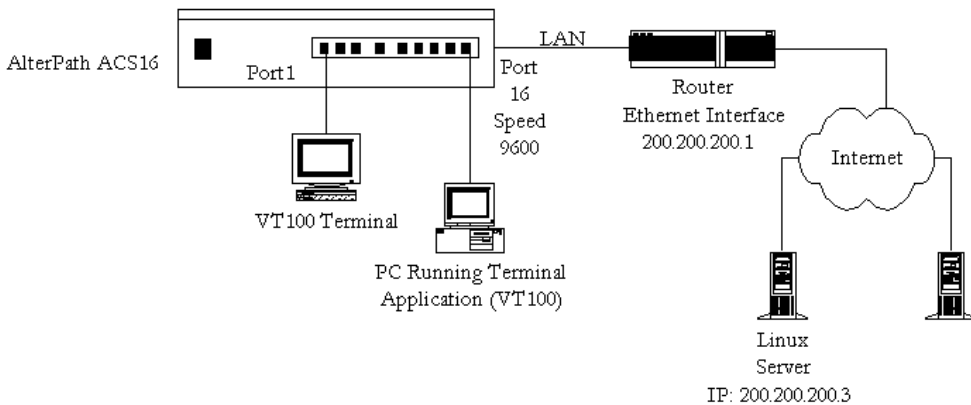 AlterPath ACS16
Port1
LAN
Port
16
Speed
9600
Router
Ethernet Interface
200.200.200.1
Internet
VT100 Terminal
PC Running Terminal
Application (VT100)
Linux
Server
IP: 200.200.200.3